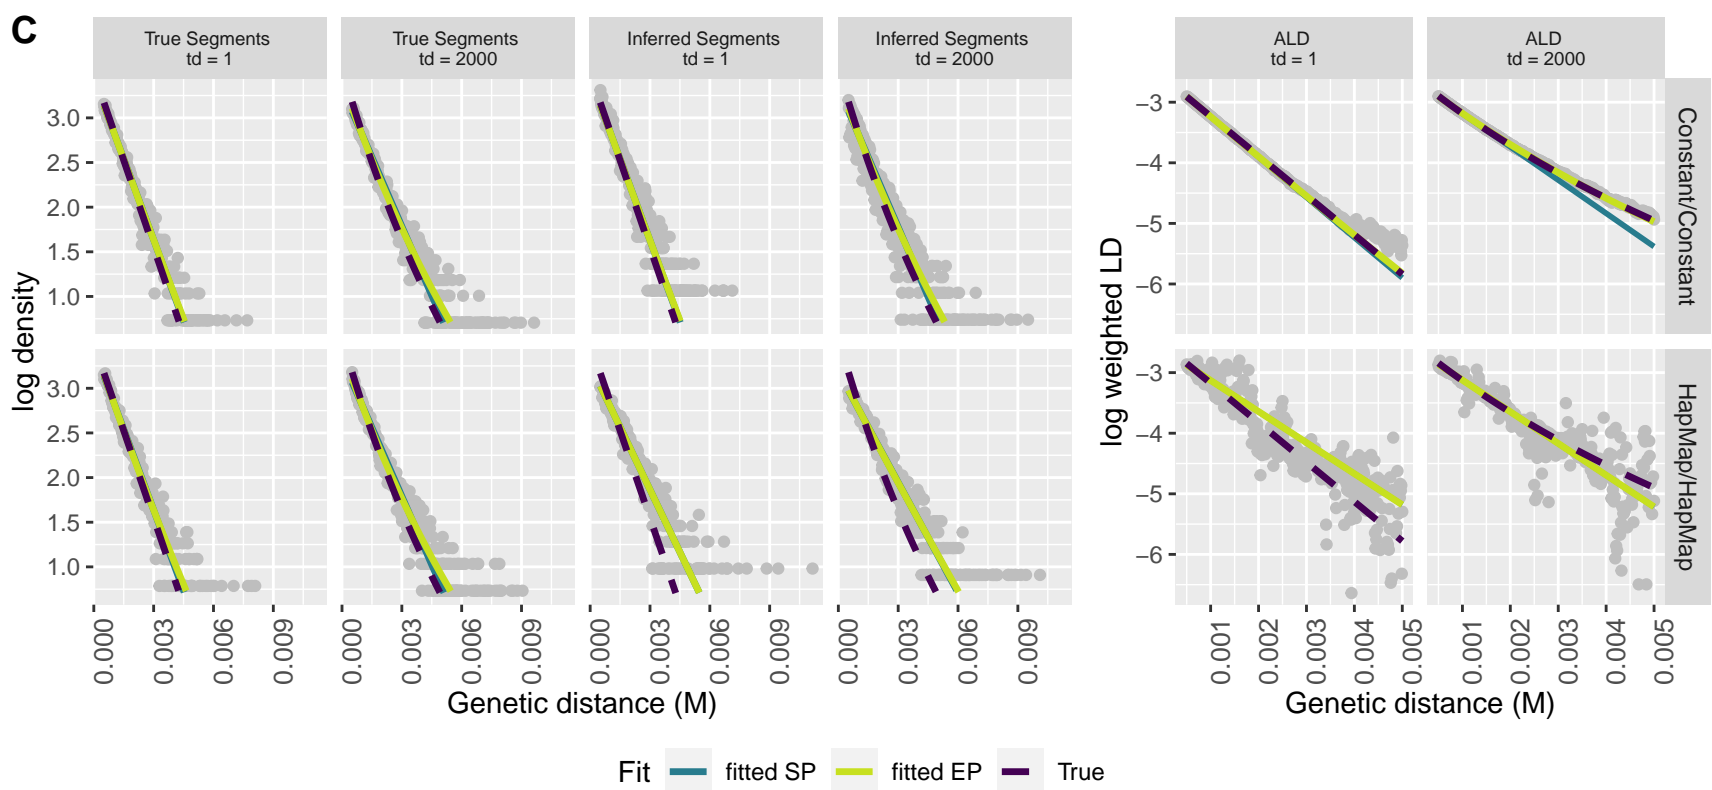 C
True Segments
td = 1
True Segments
td = 2000
Inferred Segments
td = 1
Inferred Segments
td = 2000
ALD
td = 1
ALD
td = 2000
log density
3.0
2.5
2.0
1.5
1.0
3.0
2.5
2.0
1.5
1.0
0.000
0.003
0.006
0.009
0.000
0.003
0.006
0.009
0.000
0.003
0.006
0.009
0.000
0.003
0.006
0.009
Genetic distance (M)
log weighted LD
−3
−4
−5
−6
−3
−4
−5
−6
0.001
0.002
0.003
0.004
0.005
0.001
0.002
0.003
0.004
0.005
Genetic distance (M)
Constant/Constant
HapMap/HapMap
Fit
fitted SP
fitted EP
True